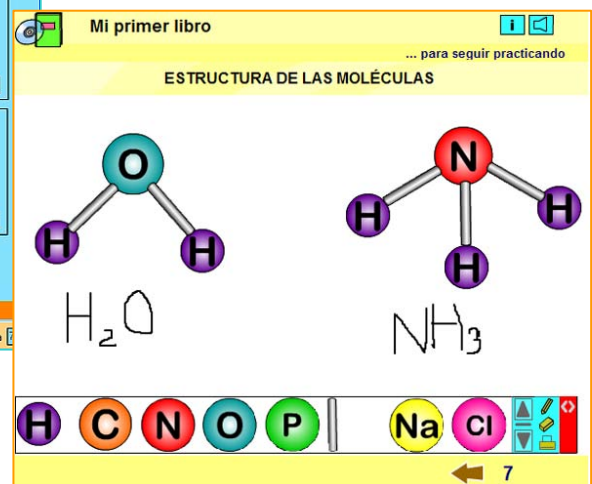 Mi primer libro
i
... para seguir practicando
ESTRUCTURA DE LAS MOLÉCULAS
O
H H
N
H H
H
H₂O
NH₃
H C N O P Na Cl
7